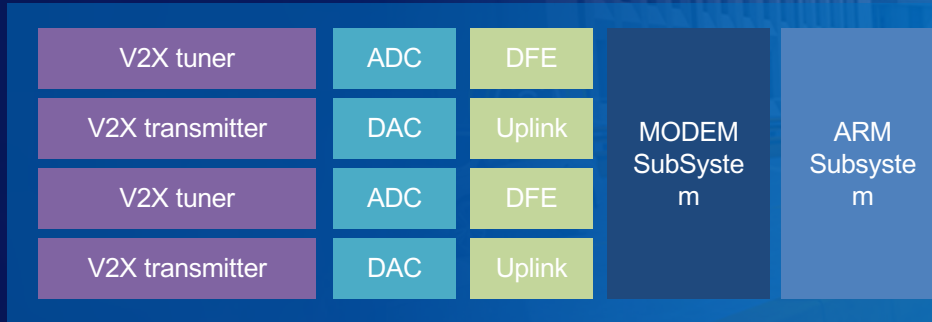 V2X tuner
ADC
DFE
V2X transmitter
DAC
Uplink
V2X tuner
ADC
DFE
V2X transmitter
DAC
Uplink
MODEM
SubSyste
m
ARM
Subsyste
m